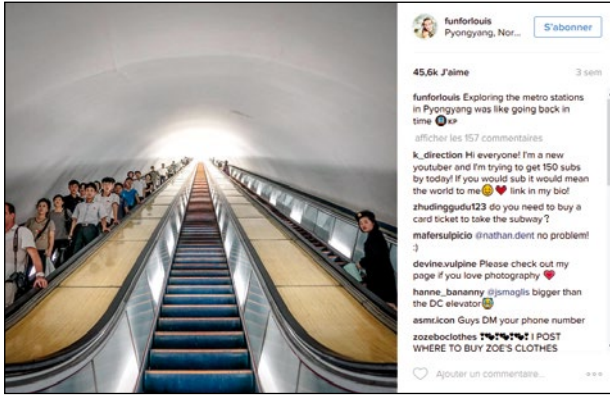 funforlouis
Pyongyang, Nor...
S'abonner
45,6k J'aime
3 sem
funforlouis Exploring the metro stations
in Pyongyang was like going back in
time 🚇 KP
afficher les 157 commentaires
k_direction Hi everyone! I'm a new
youtuber and I'm trying to get 150 subs
by today! If you would sub it would mean
the world to me😊❤️ link in my bio!
zhudinggudu123 do you need to buy a
card ticket to take the subway?
mafersulpicio @nathan.dent no problem!
:)
devine.vulpine Please check out my
page if you love photography ❤️
hanne_bananny @jsmaglis bigger than
the DC elevator😂
asmr.icon Guys DM your phone number
zozeboclothes I POST
WHERE TO BUY ZOE'S CLOTHES
Ajouter un commentaire...